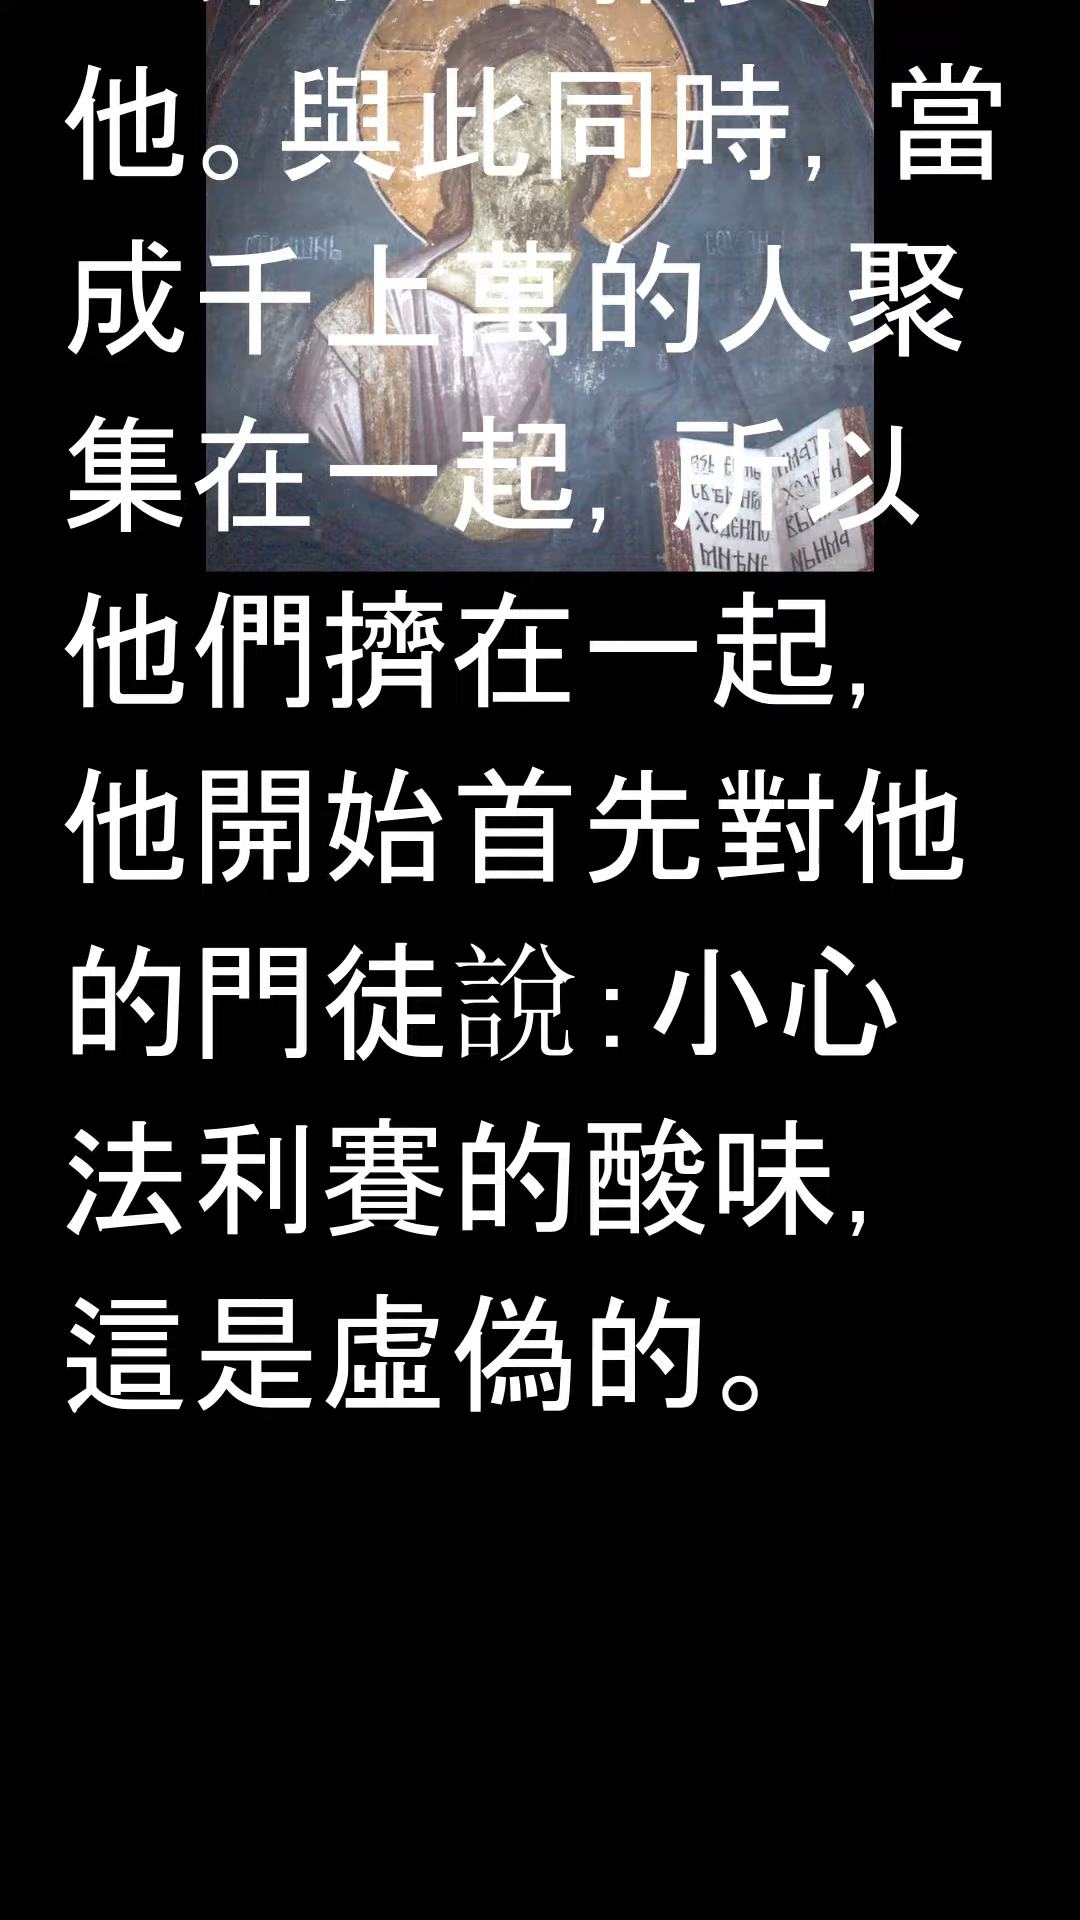 他。與此同時, 當
成千上萬的人聚
集在一起, 所以
他們擠在一起,
他開始首先對他
的門徒說:小心
法利賽的酸味,
這是虛偽的。